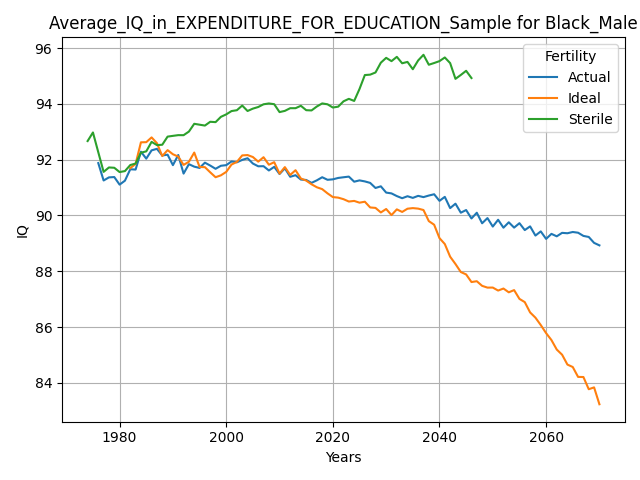 Average_IQ_in_EXPENDITURE_FOR_EDUCATION_Sample for Black_Male
Fertility
Actual
Ideal
Sterile
IQ
96
94
92
90
88
86
84
1980
2000
2020
2040
2060
Years